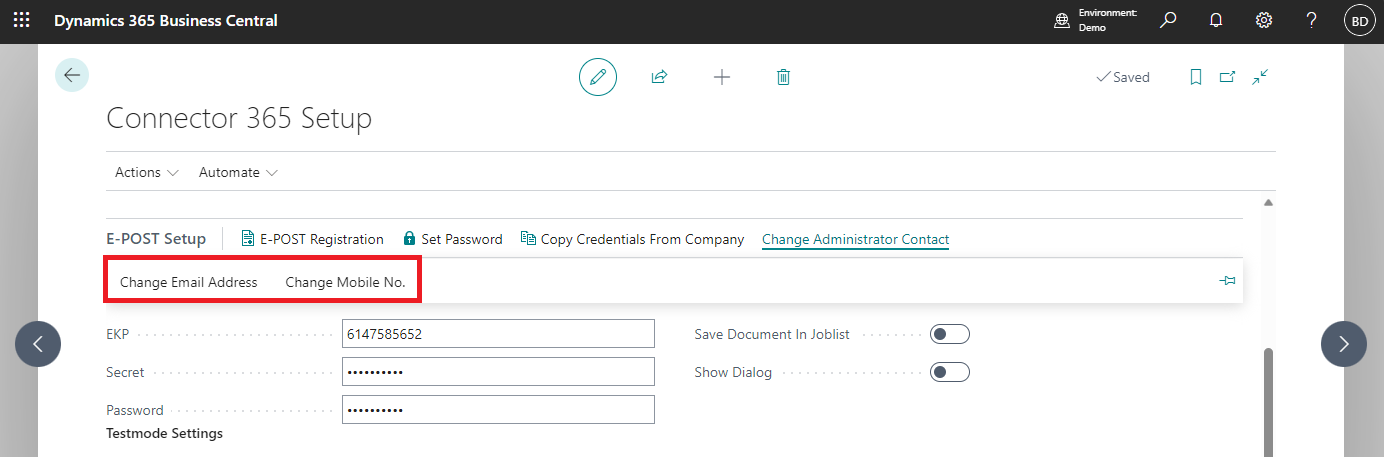 Dynamics 365 Business Central
Environment:
Demo
BD
Saved
Connector 365 Setup
Actions Automate
E-POST Setup E-POST Registration Set Password Copy Credentials From Company Change Administrator Contact
Change Email Address Change Mobile No.
EKP 6147585652 Save Document In Joblist
Secret •••••••••• Show Dialog
Password ••••••••••
Testmode Settings